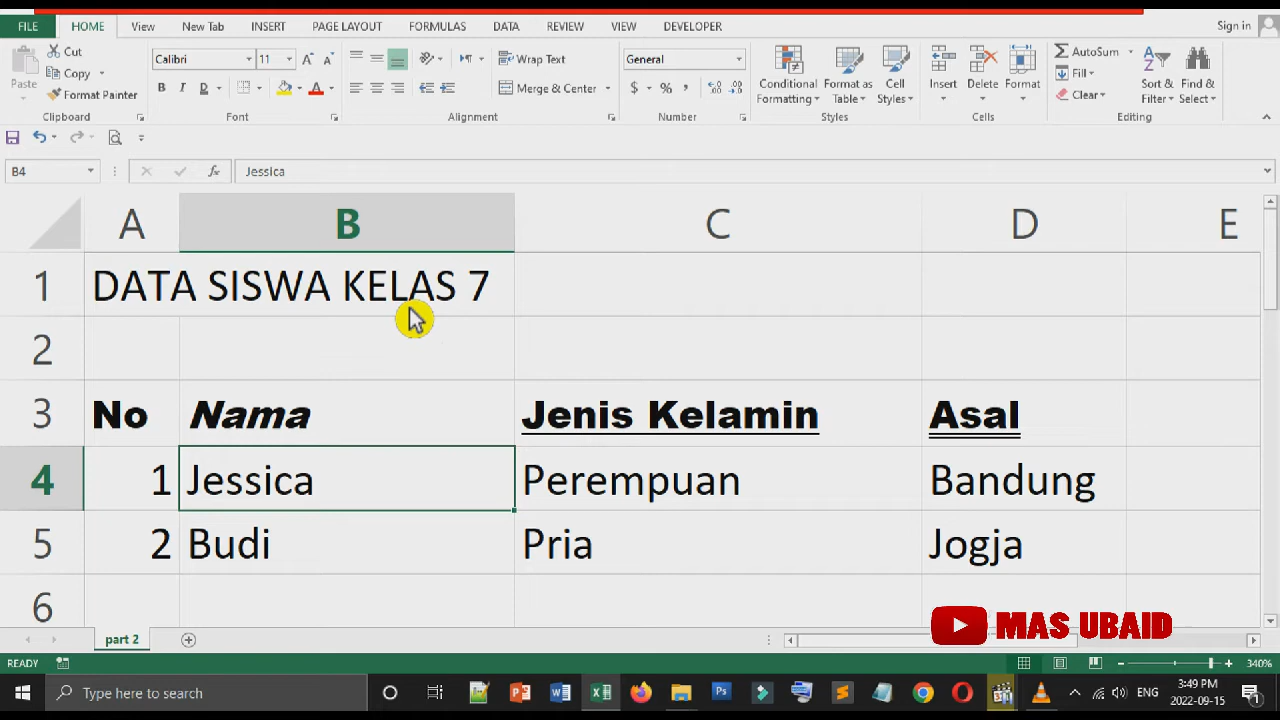 FILE HOME View New Tab INSERT PAGE LAYOUT FORMULAS DATA REVIEW VIEW DEVELOPER Sign in
Cut Calibri 11 Wrap Text General AutoSum
Copy Fill
Paste Format Painter B I D Merge & Center $ % , Conditional Formatting Format as Table Cell Styles Insert Delete Format Clear Sort & Filter Find & Select
Clipboard Font Alignment Number Styles Cells Editing
B4 fx Jessica
A B C D E
1 DATA SISWA KELAS 7
2
3 No Nama Jenis Kelamin Asal
4 1 Jessica Perempuan Bandung
5 2 Budi Pria Jogja
6
MAS UBAID
part 2
READY 340%
Type here to search ENG 3:49 PM
2022-09-15 1